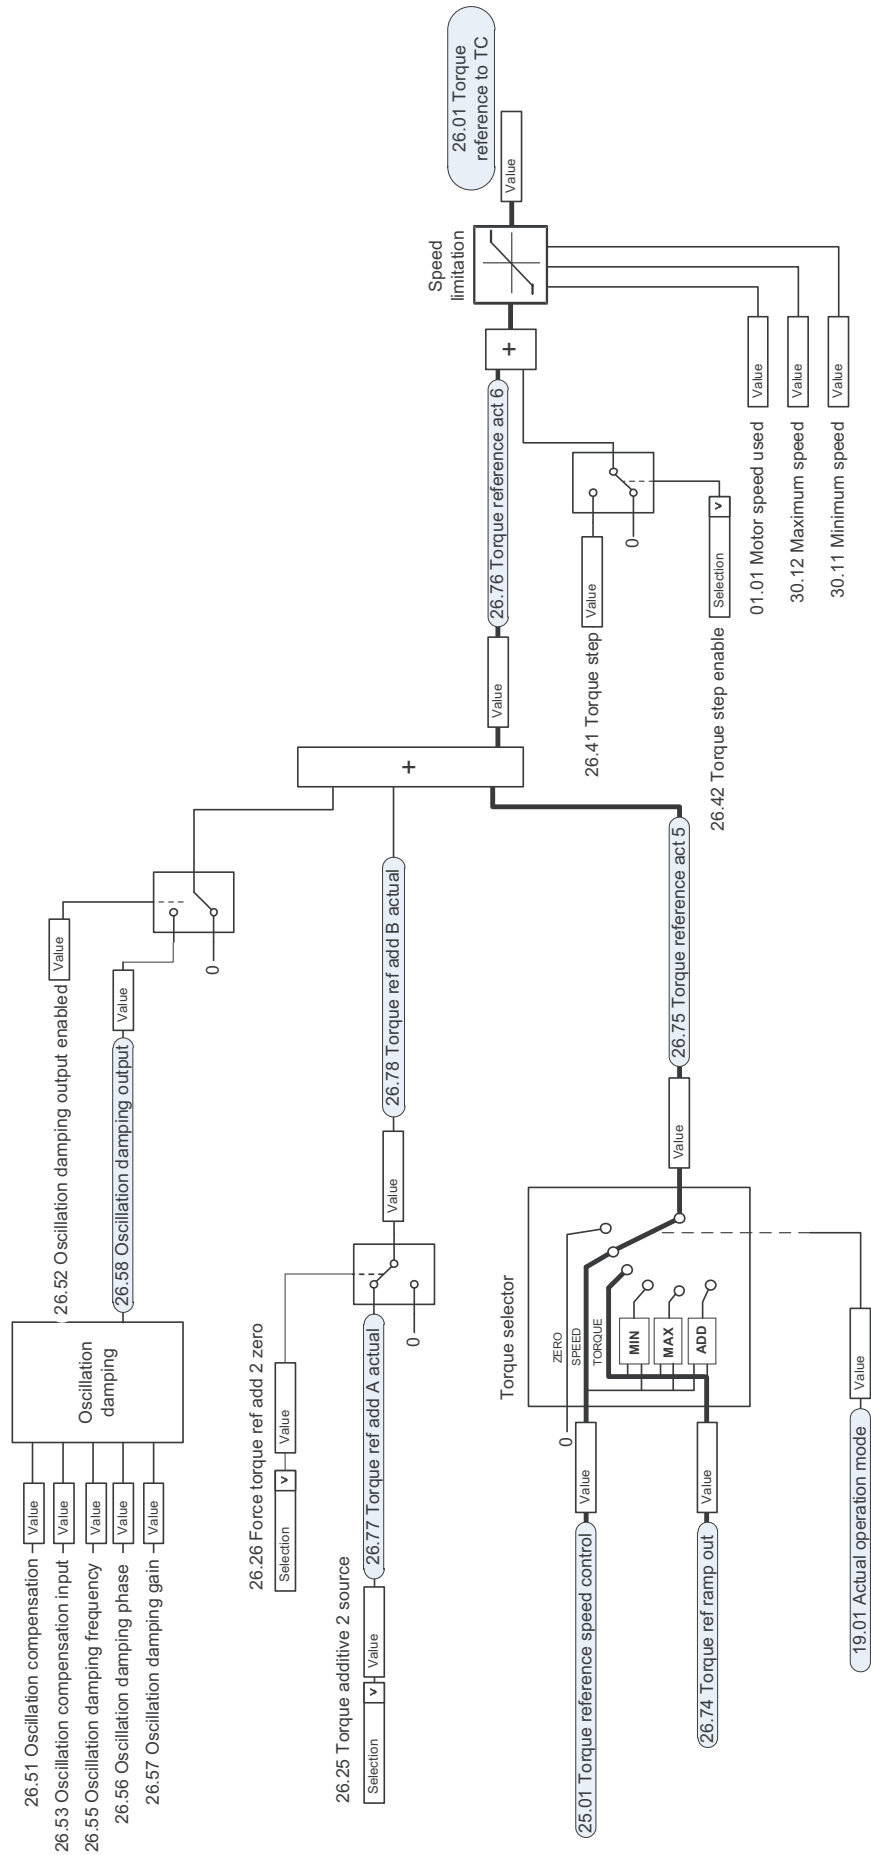 26.51 Oscillation compensation
Value
26.53 Oscillation compensation input
Value
26.55 Oscillation damping frequency
Value
26.56 Oscillation damping phase
Value
26.57 Oscillation damping gain
Value
Oscillation
damping
26.52 Oscillation damping output enabled
Value
26.58 Oscillation damping output
Value
0
26.26 Force torque ref add 2 zero
Selection
v
Value
26.25 Torque additive 2 source
Selection
v
Value
26.77 Torque ref add A actual
0
Value
26.78 Torque ref add B actual
+
Value
26.76 Torque reference act 6
+
Speed
limitation
Value
26.01 Torque
reference to TC
26.41 Torque step
Value
0
26.42 Torque step enable
Selection
v
01.01 Motor speed used
Value
30.12 Maximum speed
Value
30.11 Minimum speed
Value
Torque selector
0
ZERO
SPEED
TORQUE
MIN
MAX
ADD
25.01 Torque reference speed control
Value
26.74 Torque ref ramp out
Value
19.01 Actual operation mode
Value
Value
26.75 Torque reference act 5